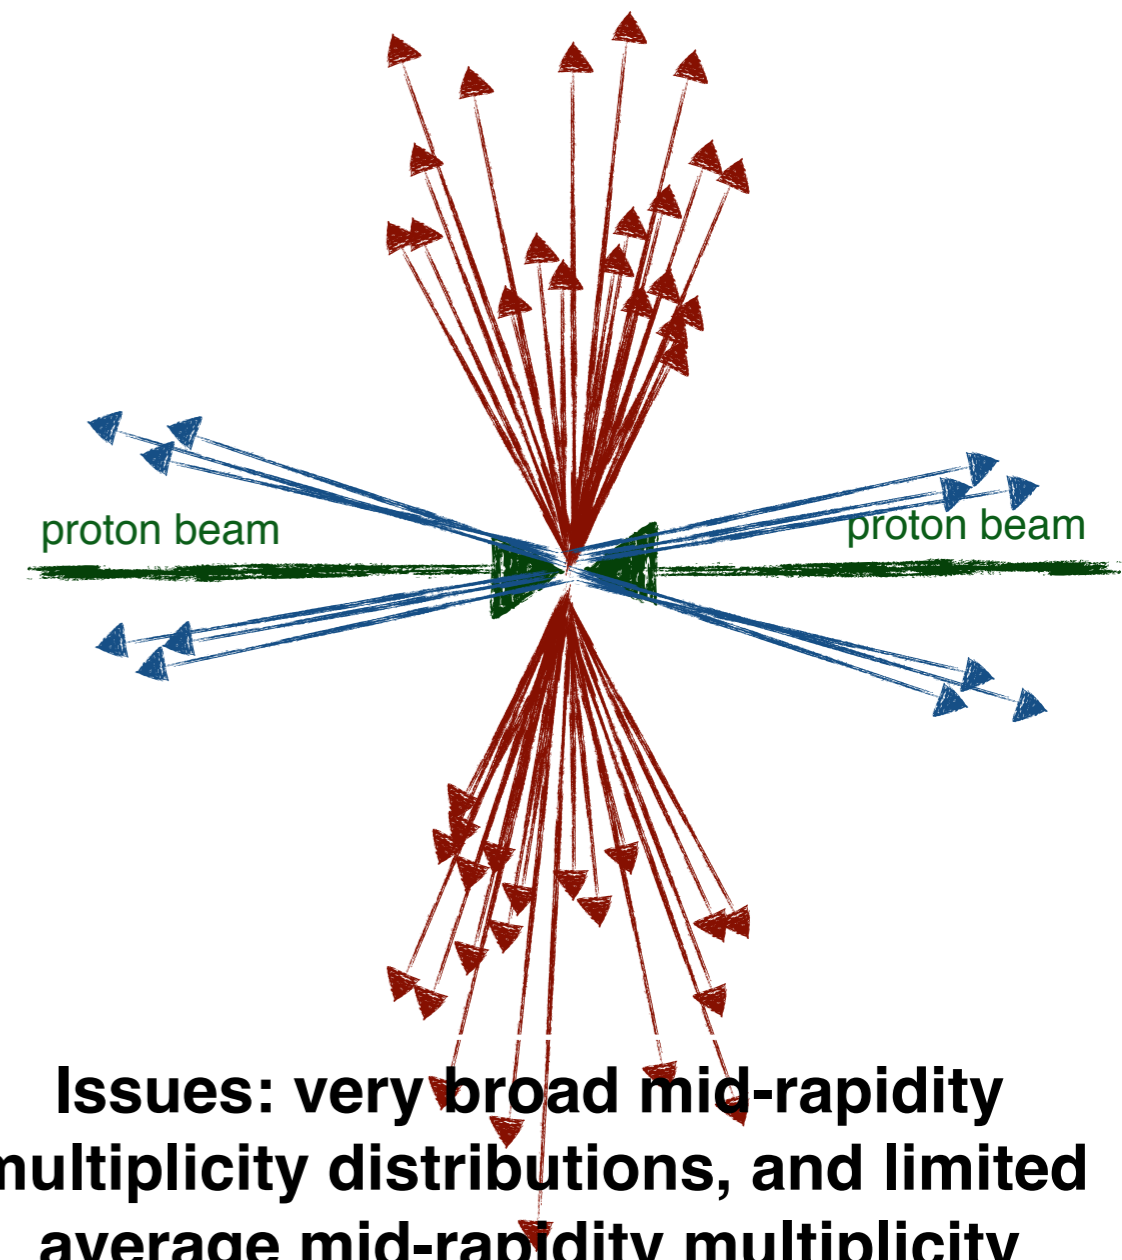 proton beam
proton beam
Issues: very broad mid-rapidity
multiplicity distributions, and limited
average mid-rapidity multiplicity